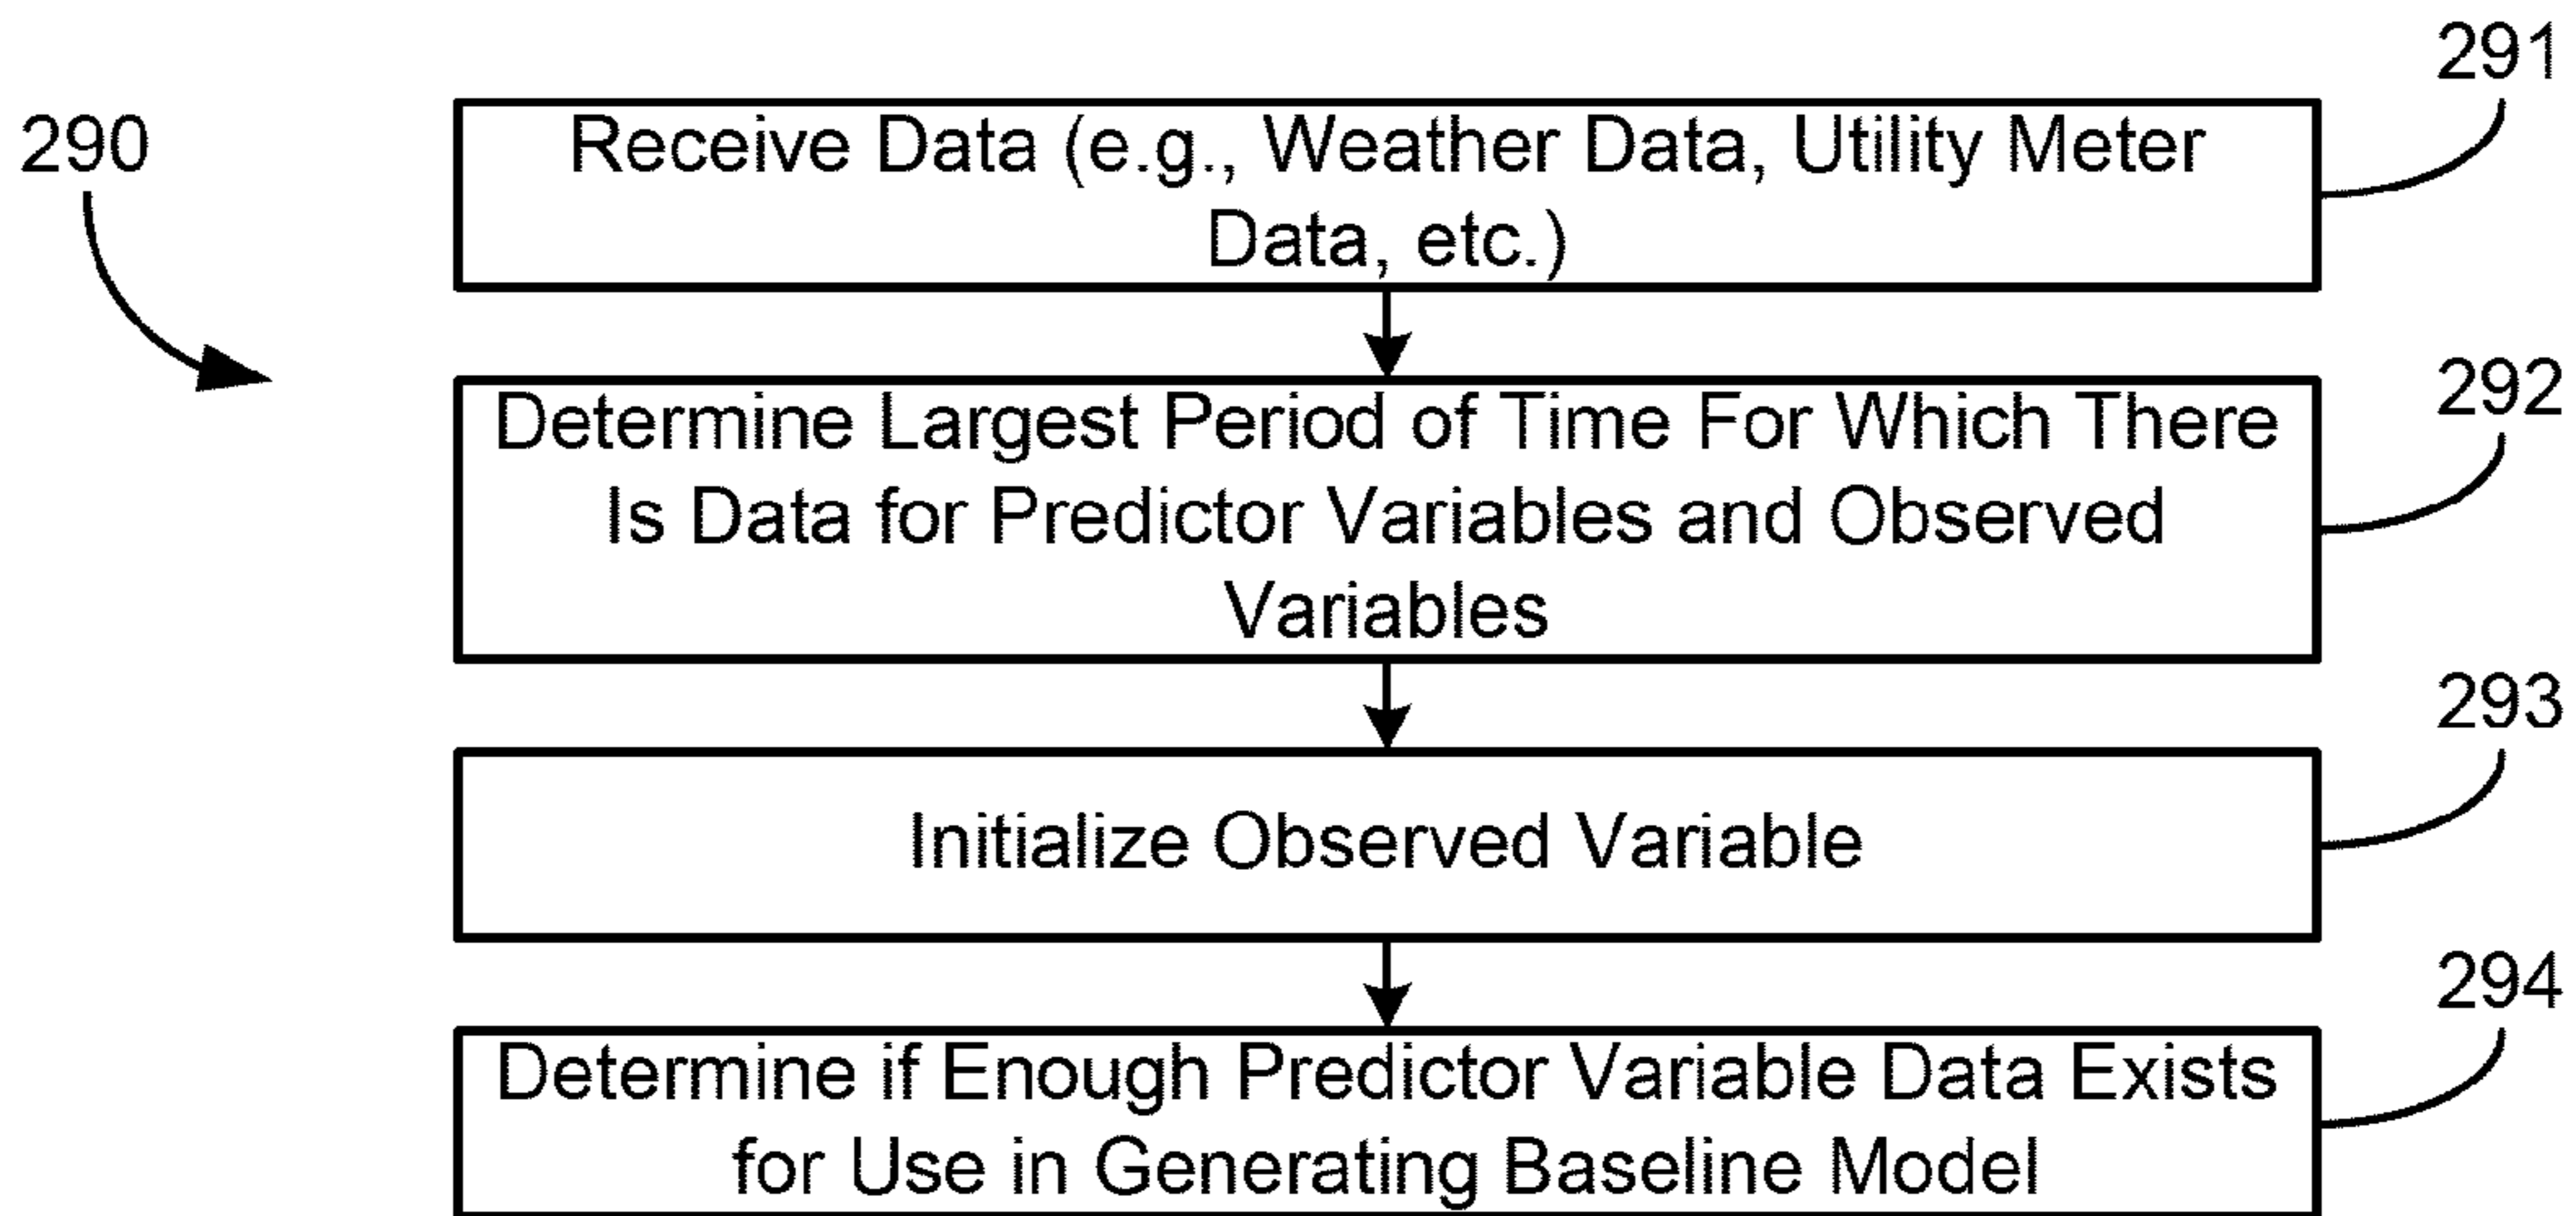 291
290
Receive Data (e.g., Weather Data, Utility Meter
Data, etc.)
292
Determine Largest Period of Time For Which There
Is Data for Predictor Variables and Observed
Variables
293
Initialize Observed Variable
294
Determine if Enough Predictor Variable Data Exists
for Use in Generating Baseline Model